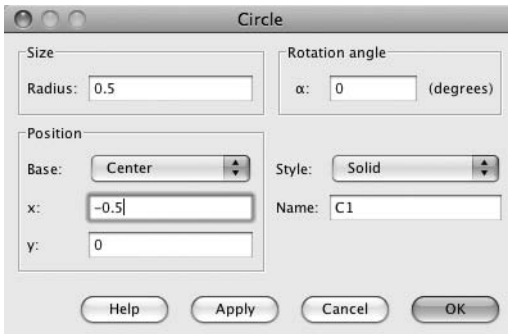 Circle
Size
Radius: 0.5
Rotation angle
α: 0 (degrees)
Position
Base: Center
x: -0.5
y: 0
Style: Solid
Name: C1
Help Apply Cancel OK